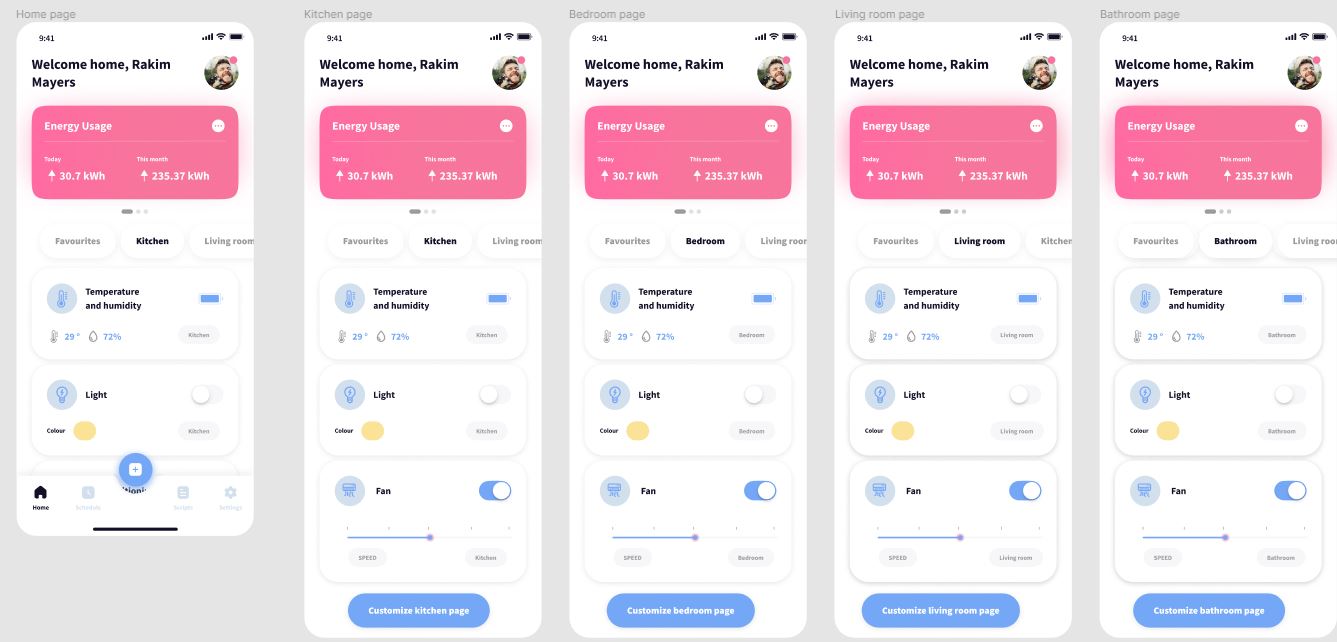 Home page
9:41
Welcome home, Rakim
Mayers
Energy Usage
Today
This month
30.7 kWh
235.37 kWh
Favourites
Kitchen
Living room
Temperature
and humidity
29 °
72%
Kitchen
Light
Colour
Kitchen
Home
Schedule
Scripts
Settings
Kitchen page
9:41
Welcome home, Rakim
Mayers
Energy Usage
Today
This month
30.7 kWh
235.37 kWh
Favourites
Kitchen
Living room
Temperature
and humidity
29 °
72%
Kitchen
Light
Colour
Kitchen
Fan
SPEED
Kitchen
Customize kitchen page
Bedroom page
9:41
Welcome home, Rakim
Mayers
Energy Usage
Today
This month
30.7 kWh
235.37 kWh
Favourites
Bedroom
Living roor
Temperature
and humidity
29 °
72%
Bedroom
Light
Colour
Bedroom
Fan
SPEED
Bedroom
Customize bedroom page
Living room page
9:41
Welcome home, Rakim
Mayers
Energy Usage
Today
This month
30.7 kWh
235.37 kWh
Favourites
Living room
Kitchen
Temperature
and humidity
29 °
72%
Living room
Light
Colour
Living room
Fan
SPEED
Living room
Customize living room page
Bathroom page
9:41
Welcome home, Rakim
Mayers
Energy Usage
Today
This month
30.7 kWh
235.37 kWh
Favourites
Bathroom
Living roo
Temperature
and humidity
29 °
72%
Bathroom
Light
Colour
Bathroom
Fan
SPEED
Bathroom
Customize bathroom page